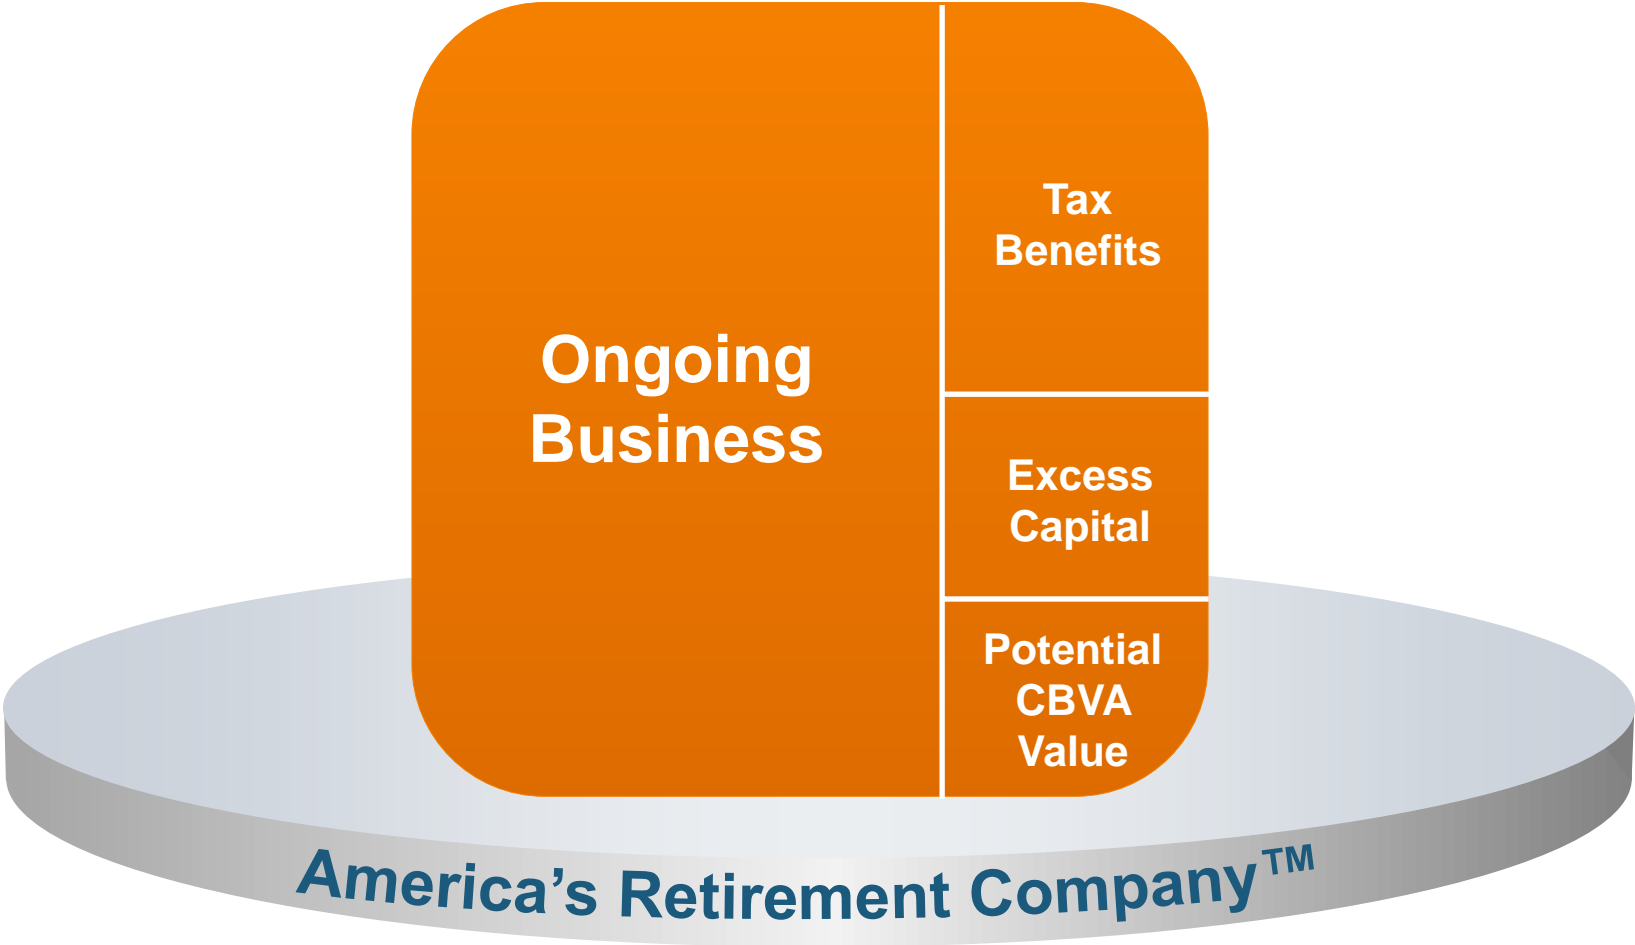 Ongoing
Business
Tax
Benefits
Excess
Capital
Potential
CBVA
Value
America’s Retirement Company™